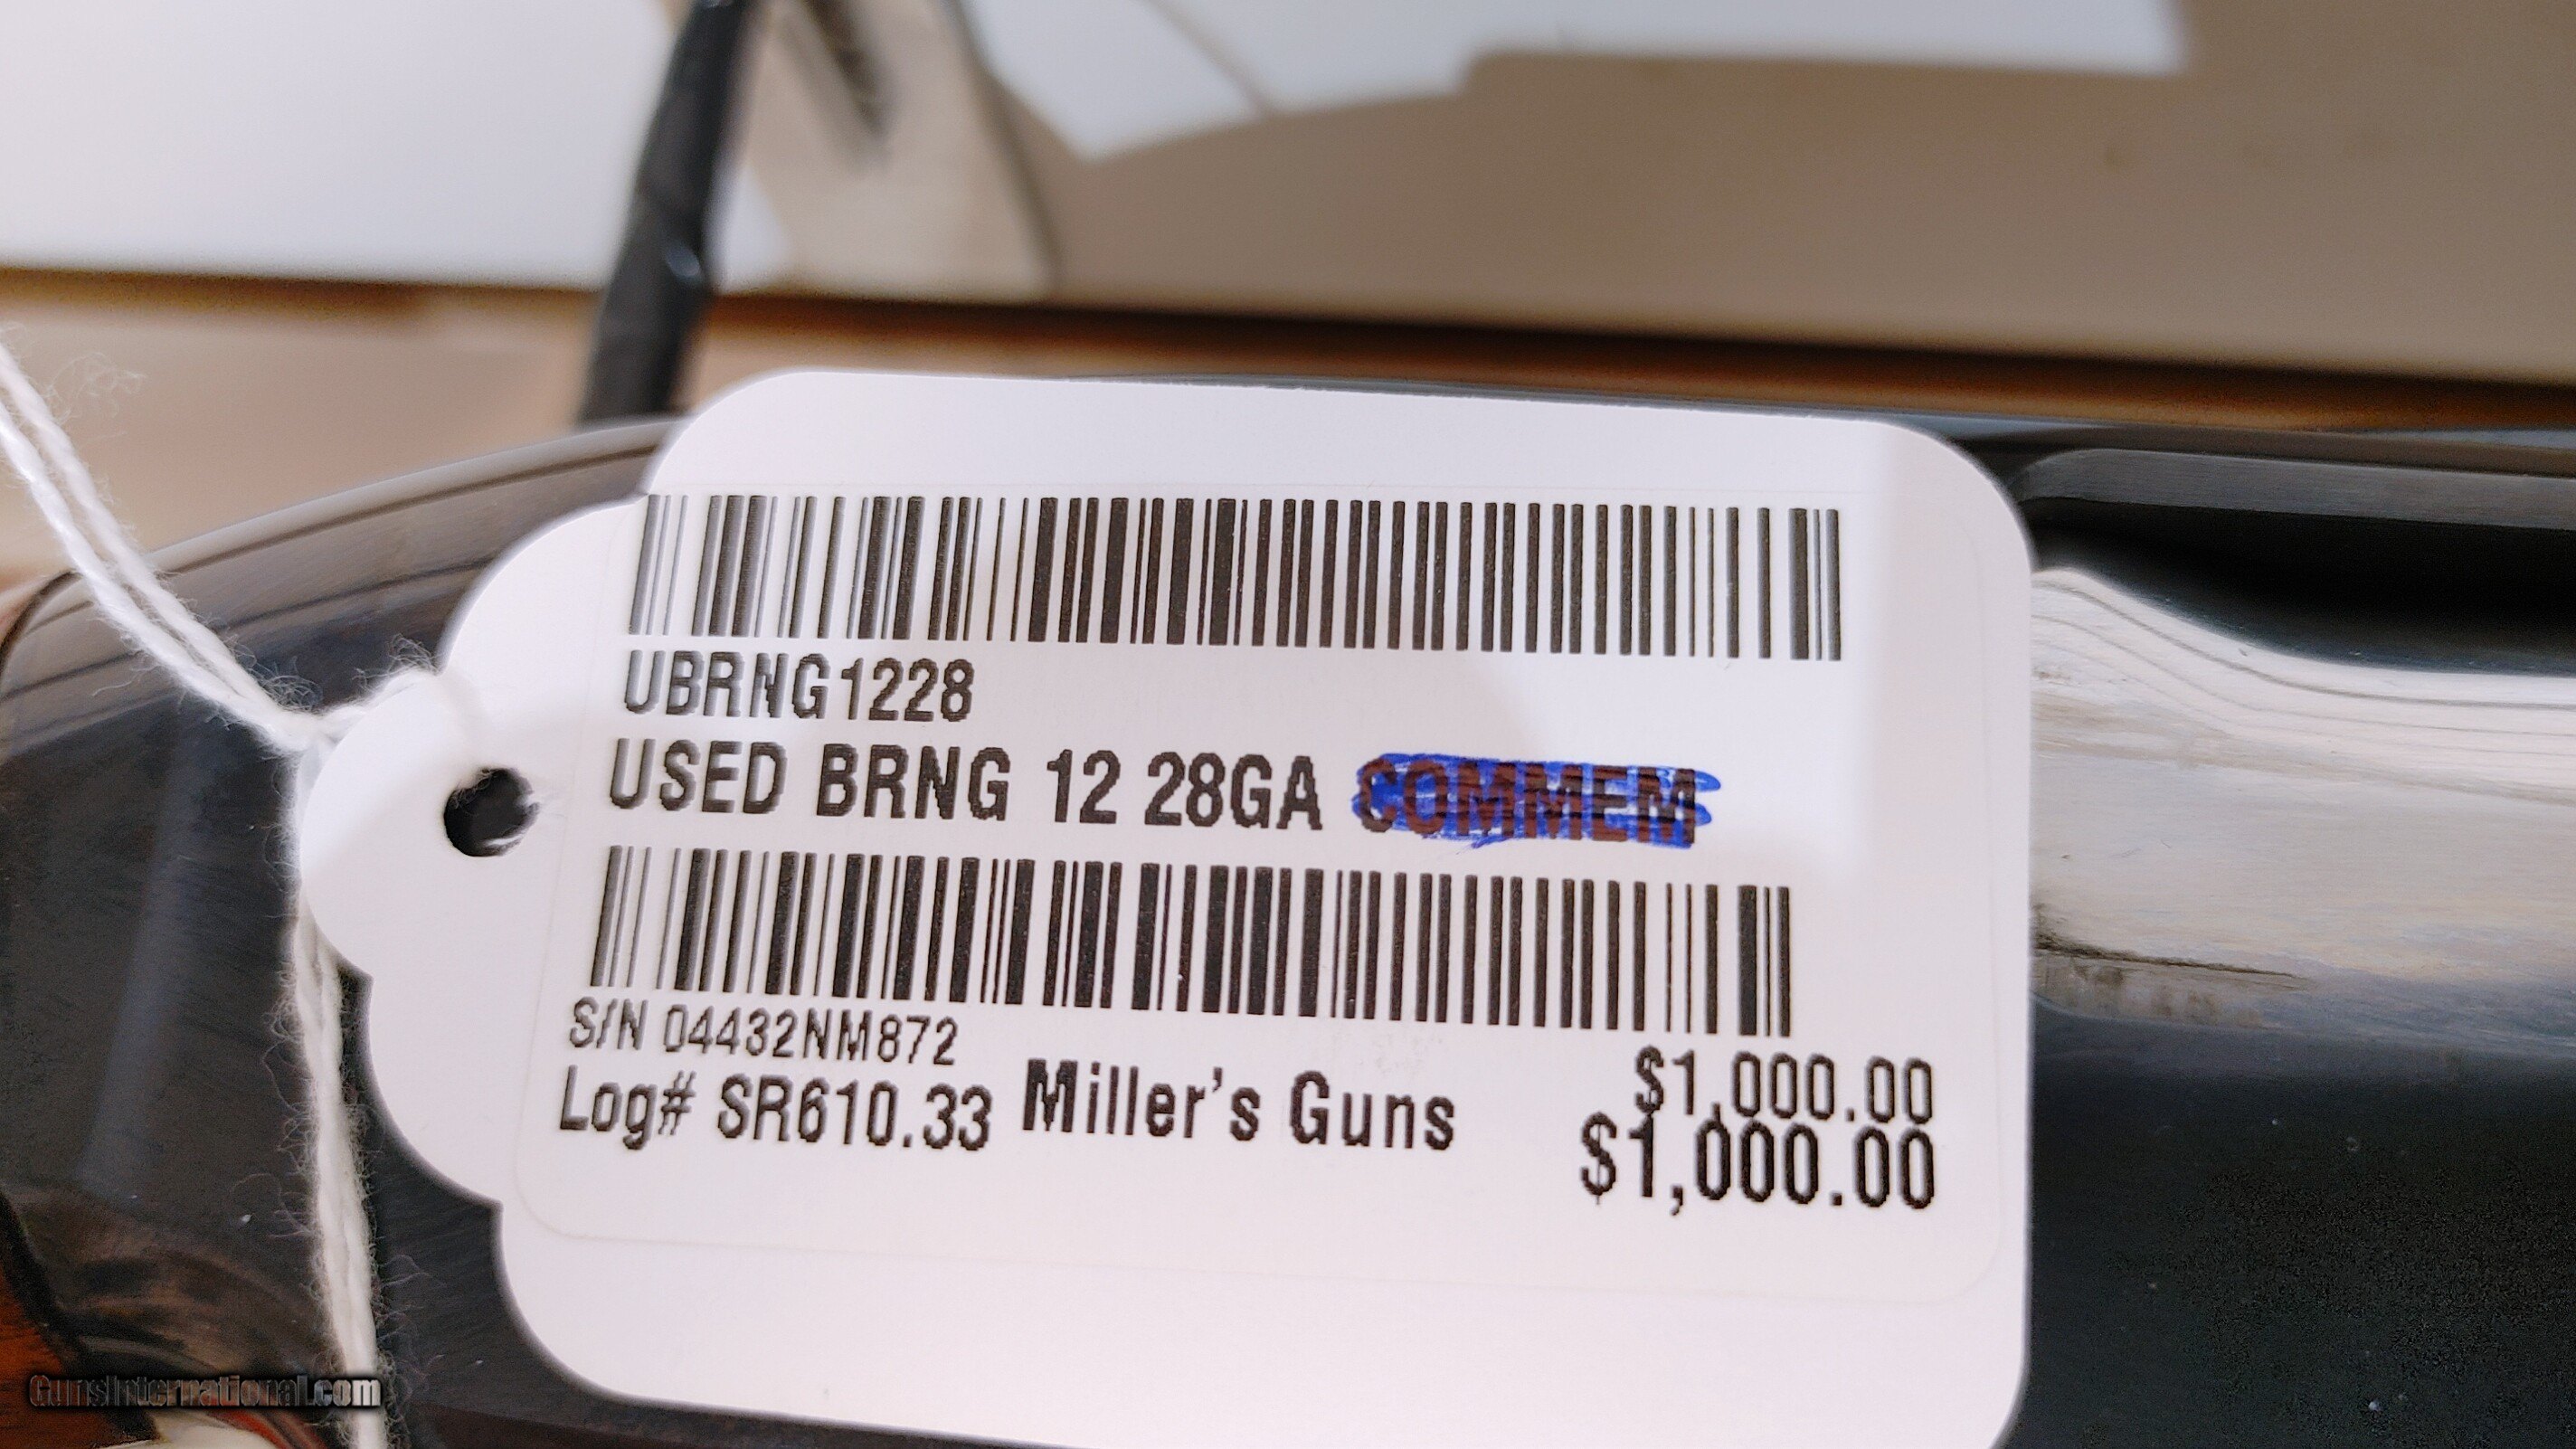 UBRNG1228
USED BRNG 12 28GA COMMEM
S/N 04432NM872
$1,000.00
Log# SR610.33 Miller's Guns
$1,000.00
GunsInternational.com